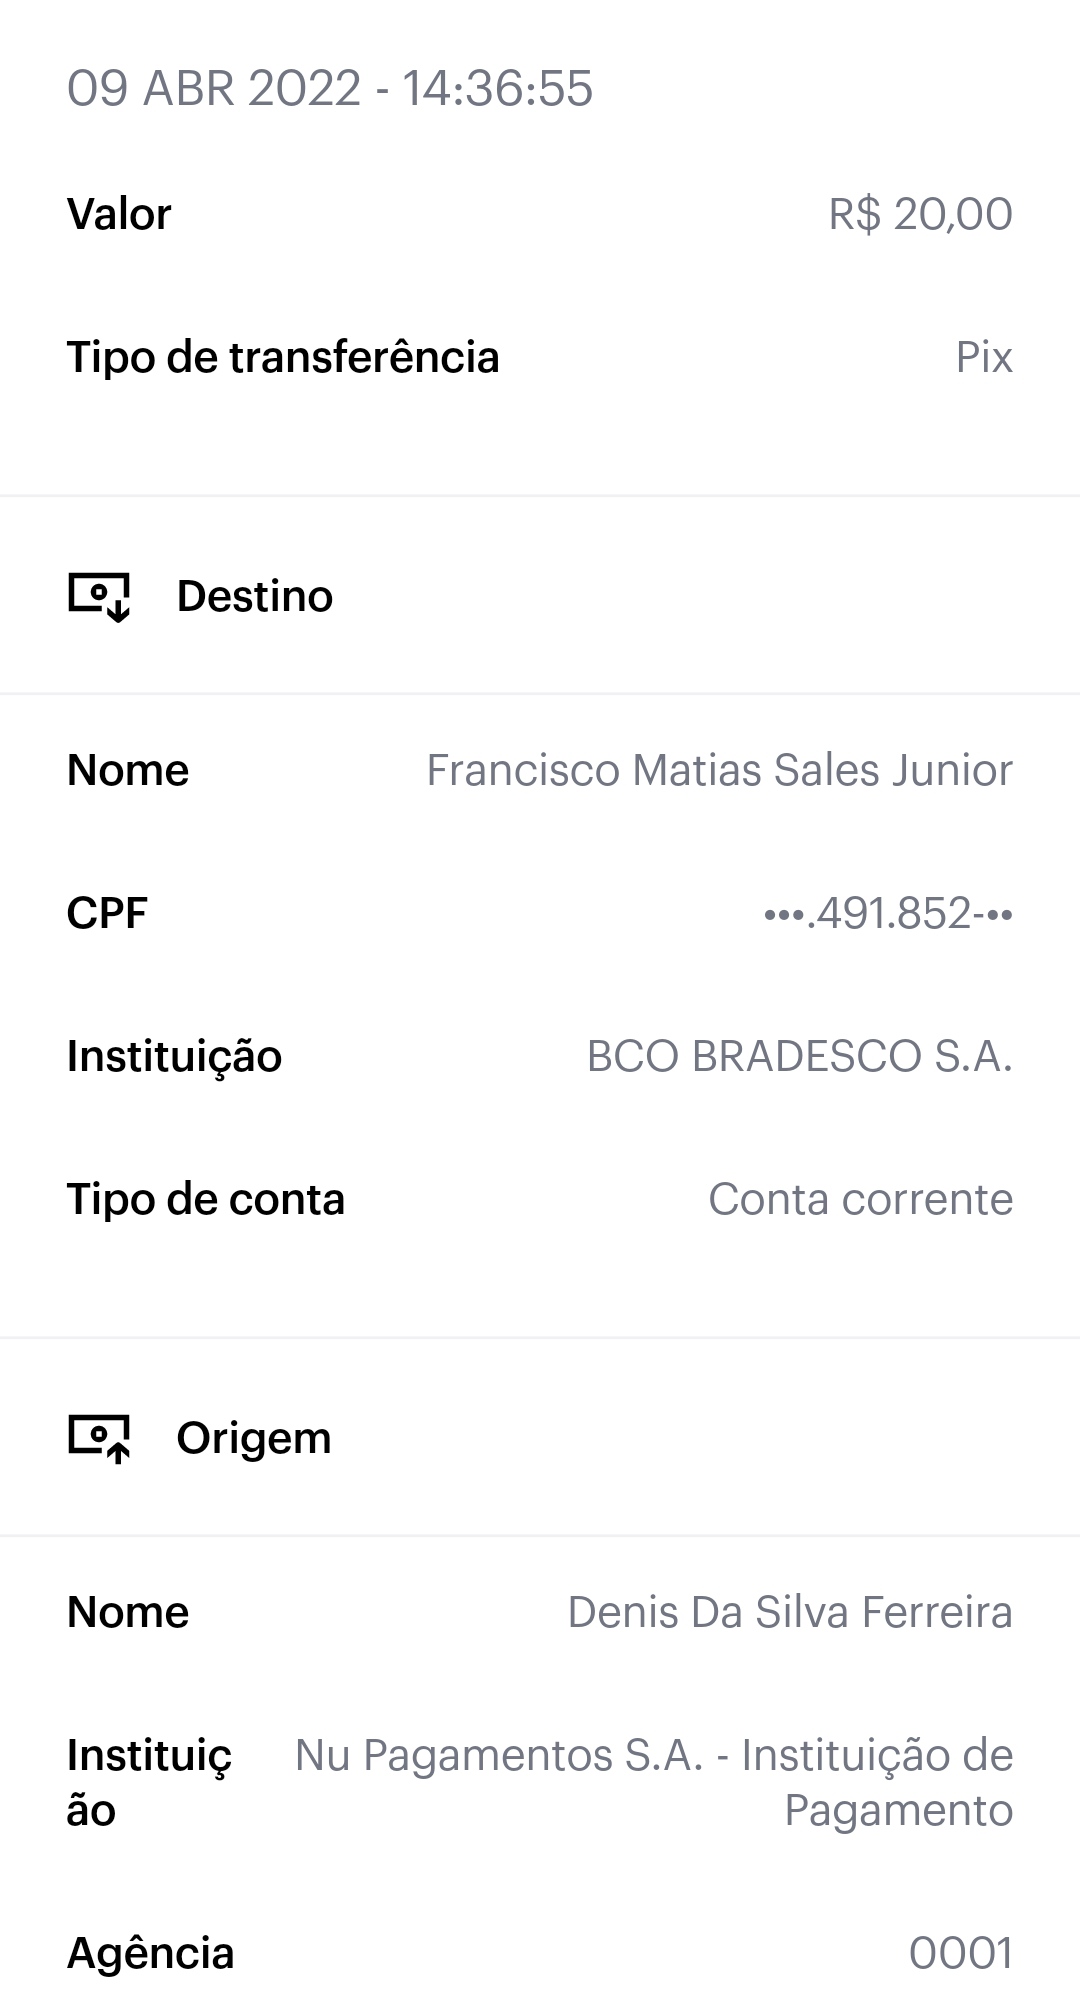 09 ABR 2022 - 14:36:55
Valor R$ 20,00
Tipo de transferência Pix
Destino
Nome Francisco Matias Sales Junior
CPF •••.491.852-••
Instituição BCO BRADESCO S.A.
Tipo de conta Conta corrente
Origem
Nome Denis Da Silva Ferreira
Instituiç Nu Pagamentos S.A. - Instituição de
ão Pagamento
Agência 0001